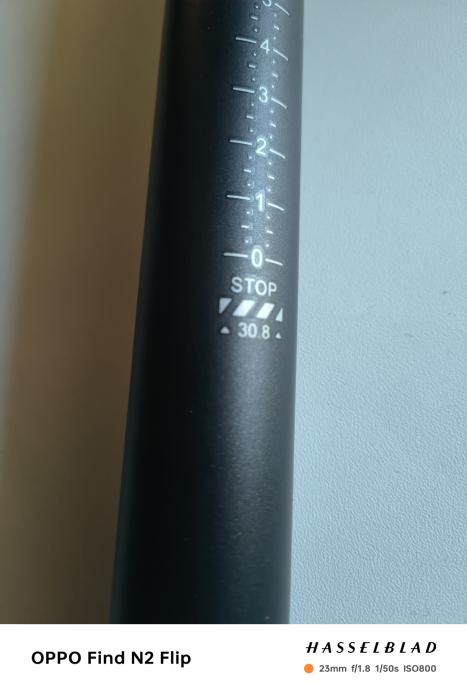 4
3
2
1
0
STOP
▲ 30.8 ▲
OPPO Find N2 Flip
HASSELBLAD
23mm f/1.8 1/50s ISO800